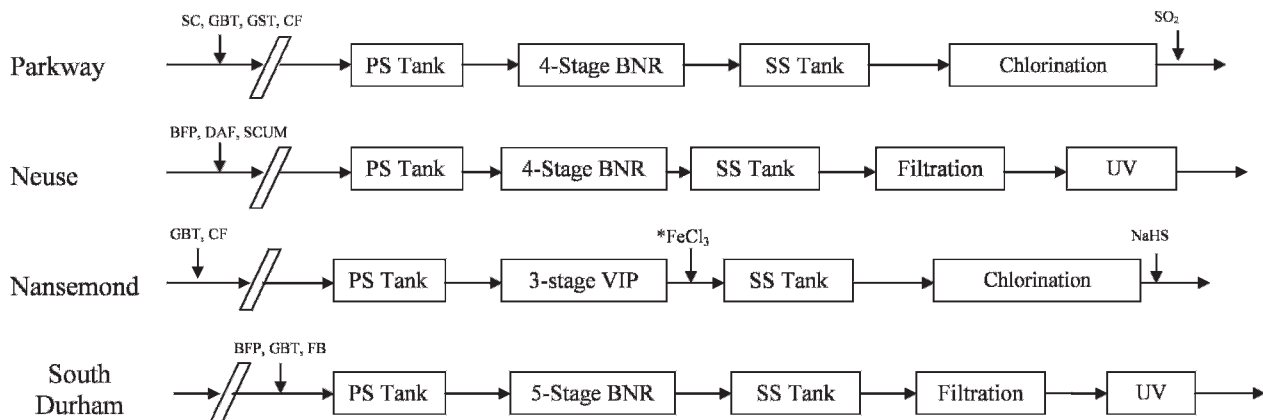 SC, GBT, GST, CF
SO₂
Parkway
PS Tank
4-Stage BNR
SS Tank
Chlorination
BFP, DAF, SCUM
Neuse
PS Tank
4-Stage BNR
SS Tank
Filtration
UV
GBT, CF
*FeCl₃
NaHS
Nansemond
PS Tank
3-stage VIP
SS Tank
Chlorination
BFP, GBT, FB
South
Durham
PS Tank
5-Stage BNR
SS Tank
Filtration
UV